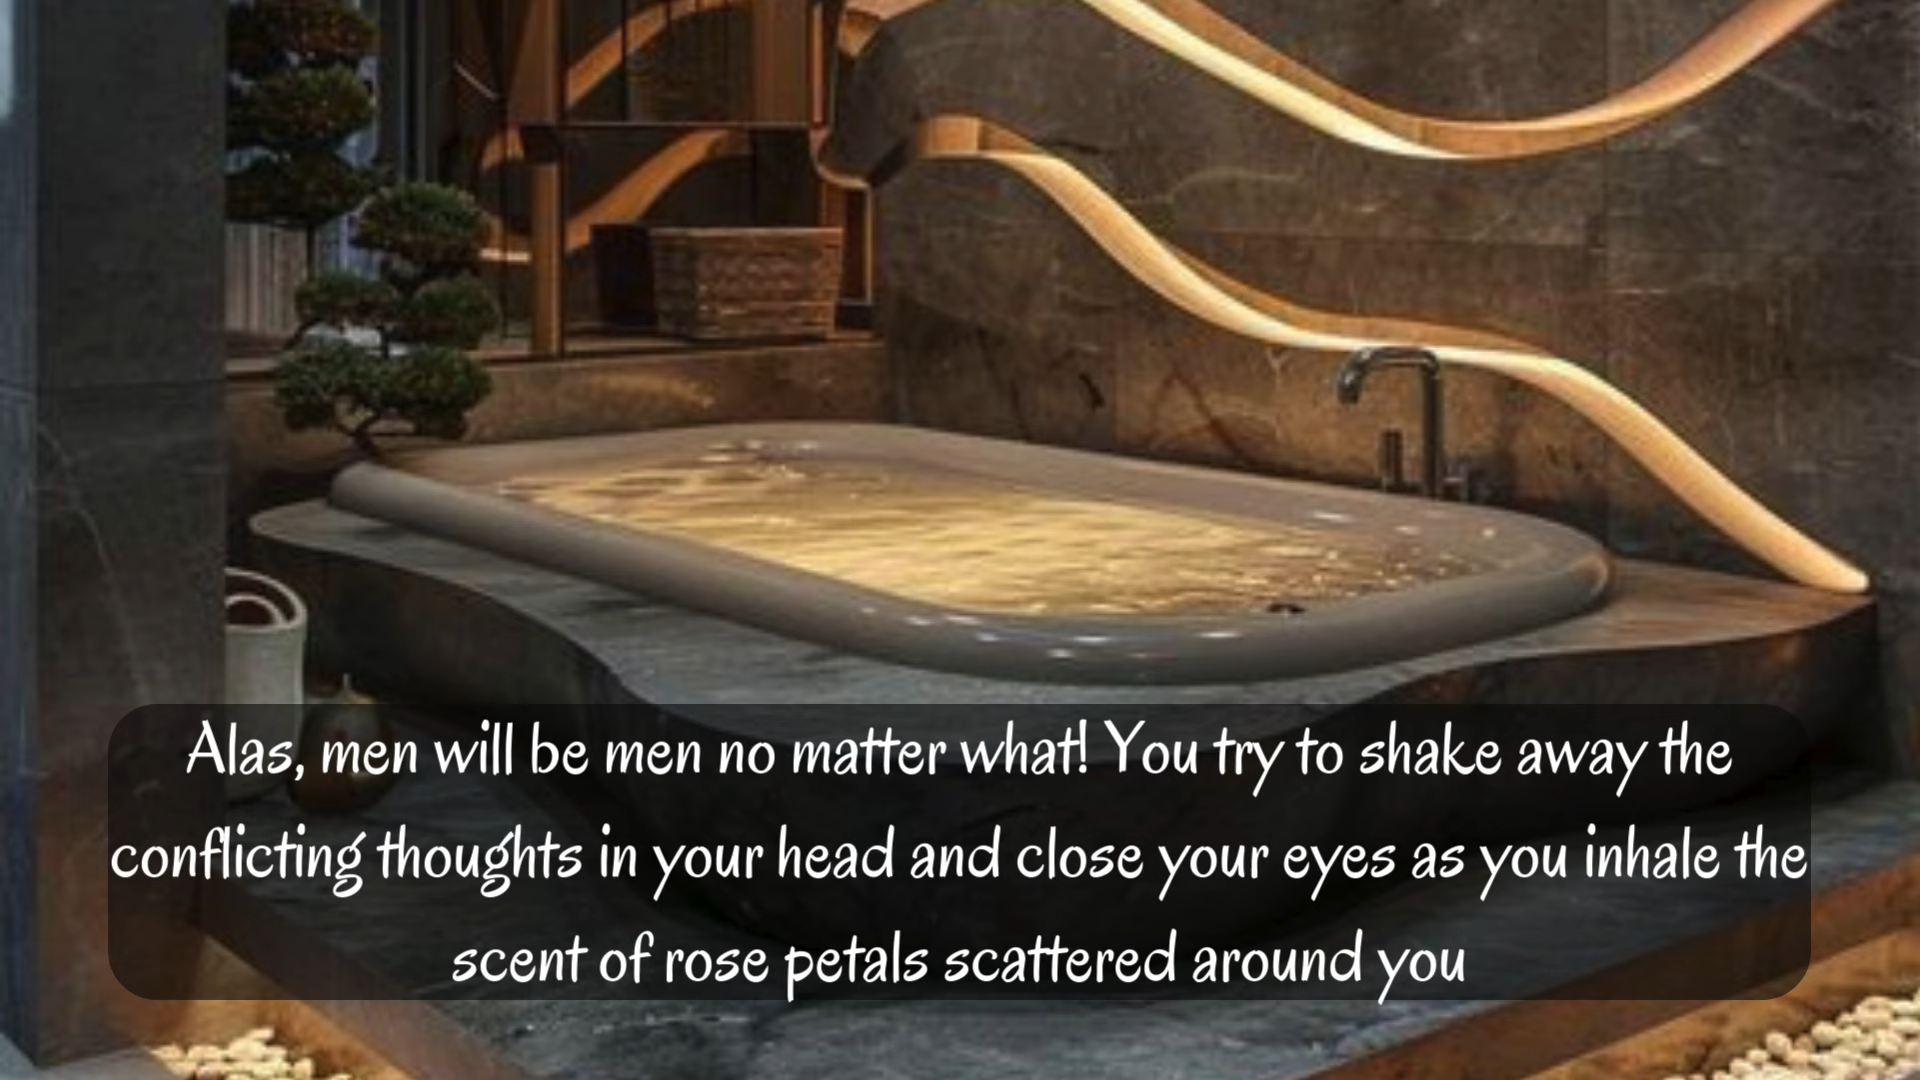 Alas, men will be men no matter what! You try to shake away the
conflicting thoughts in your head and close your eyes as you inhale the
scent of rose petals scattered around you